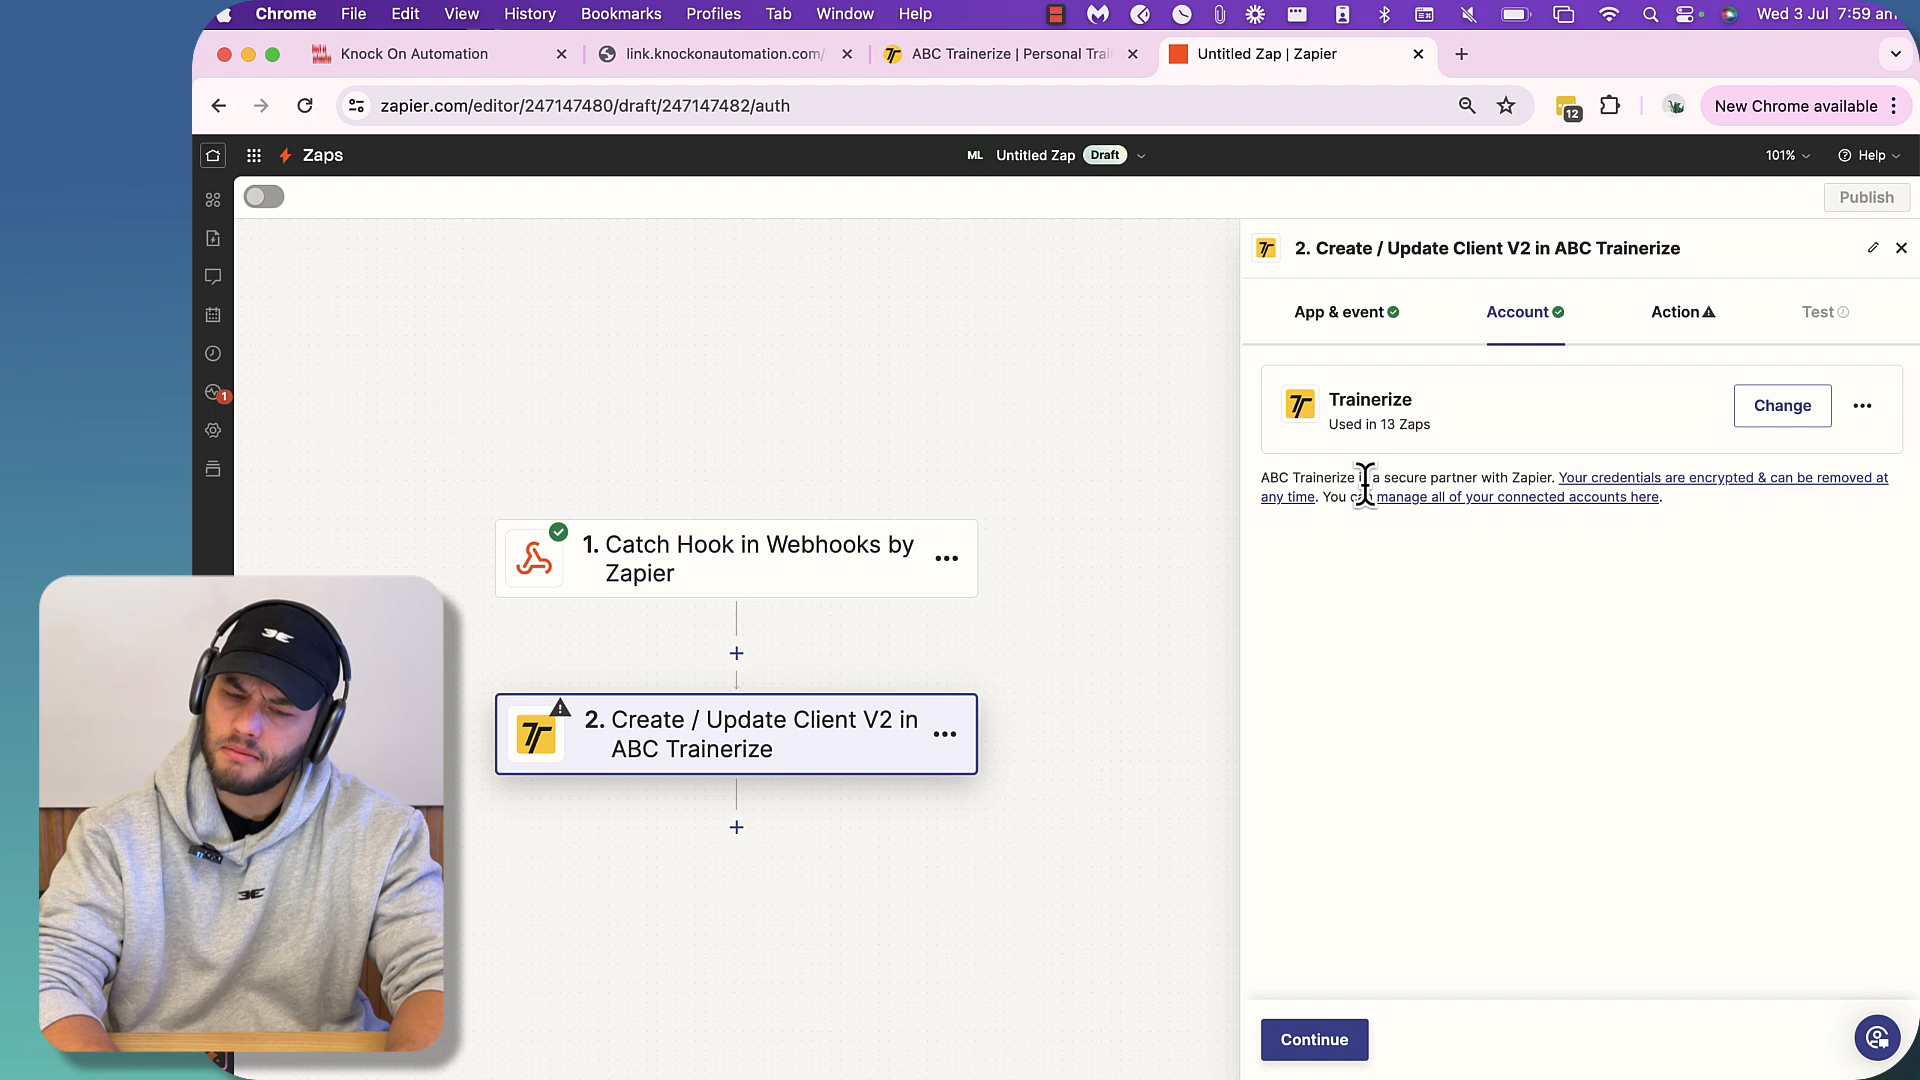 Chrome File Edit View History Bookmarks Profiles Tab Window Help Wed 3 Jul 7:59 am
Knock On Automation
link.knockonautomation.com/
ABC Trainerize | Personal Trai
Untitled Zap | Zapier
zapier.com/editor/247147480/draft/247147482/auth
12
New Chrome available
Zaps
ML Untitled Zap Draft
101%
Help
Publish
1
2. Create / Update Client V2 in ABC Trainerize
App & event
Account
Action
Test
Trainerize
Used in 13 Zaps
Change
ABC Trainerize is a secure partner with Zapier. Your credentials are encrypted & can be removed at
any time. You can manage all of your connected accounts here.
1. Catch Hook in Webhooks by
Zapier
2. Create / Update Client V2 in
ABC Trainerize
Continue